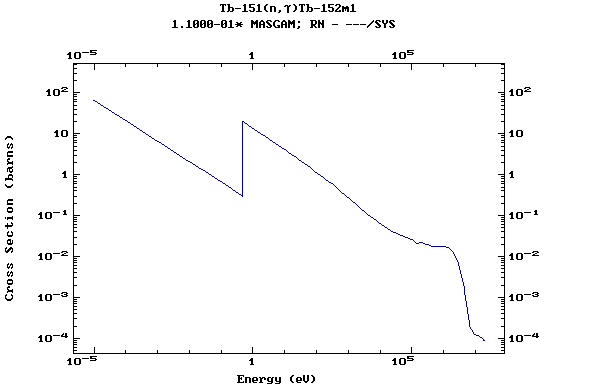 Tb-151(n,γ)Tb-152m1
1.1000-01* MASGAM; RN - ---/SYS
10⁻⁵ 1 10⁵
10² 10²
10 10
1 1
10⁻¹ 10⁻¹
10⁻² 10⁻²
10⁻³ 10⁻³
10⁻⁴ 10⁻⁴
Cross Section (barns)
10⁻⁵ 1 10⁵
Energy (eV)